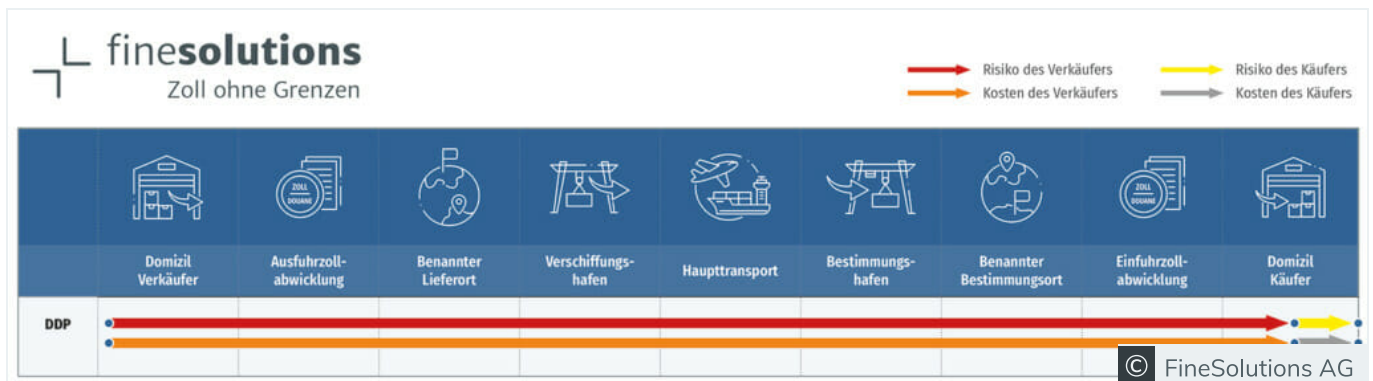 finesolutions
Zoll ohne Grenzen
Risiko des Verkäufers
Risiko des Käufers
Kosten des Verkäufers
Kosten des Käufers
ZOLL
DOUANE
ZOLL
DOUANE
Domizil
Verkäufer
Ausfuhrzoll-
abwicklung
Benannter
Lieferort
Verschiffungs-
hafen
Haupttransport
Bestimmungs-
hafen
Benannter
Bestimmungsort
Einfuhrzoll-
abwicklung
Domizil
Käufer
DDP
© FineSolutions AG